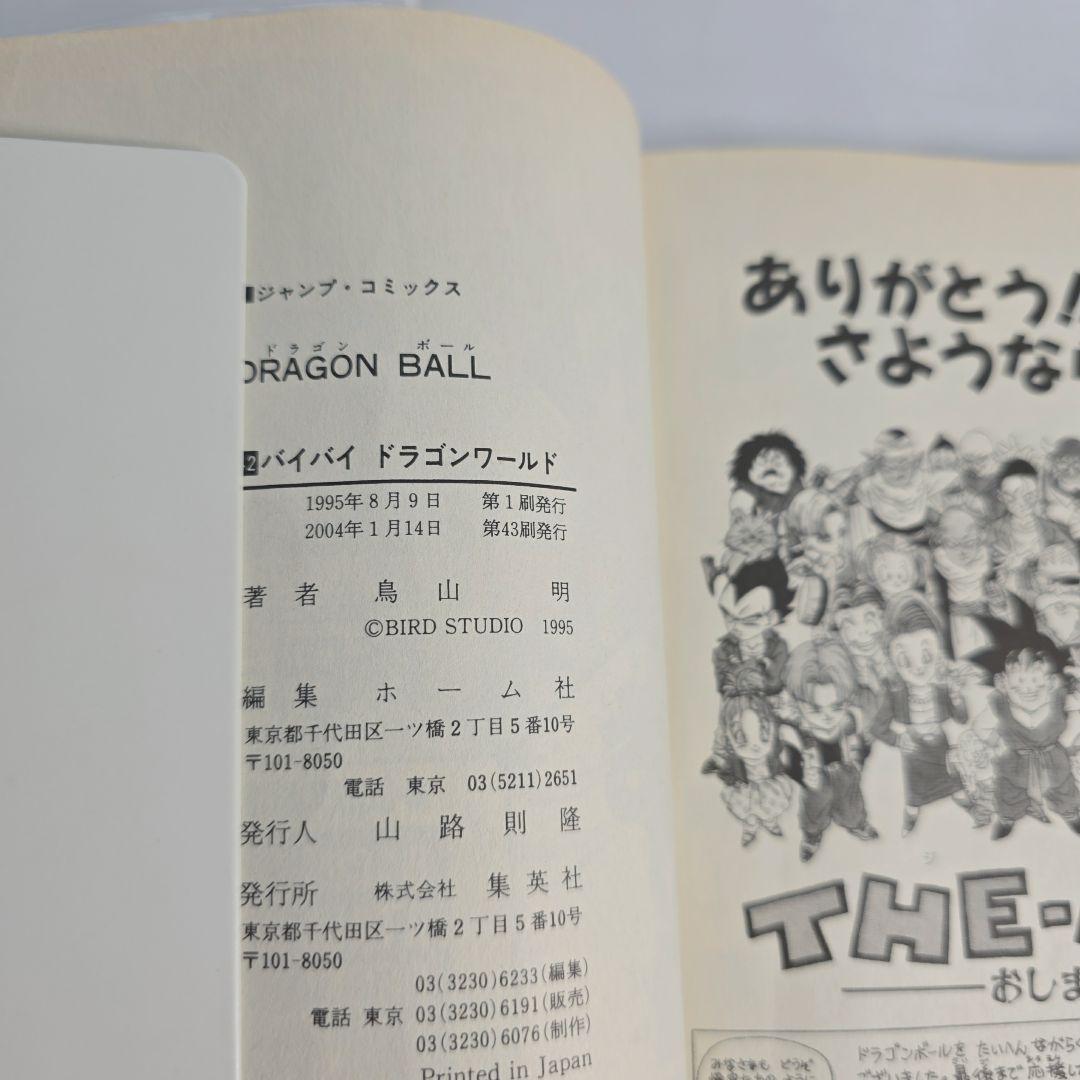 ■ジャンプ・コミックス
ドラゴン ボール
DRAGON BALL
42バイバイ ドラゴンワールド
1995年8月9日 第1刷発行
2004年1月14日 第43刷発行
著者 鳥山 明
©BIRD STUDIO 1995
編集 ホーム社
東京都千代田区一ツ橋2丁目5番10号
〒101-8050
電話 東京 03(5211)2651
発行人 山路則隆
発行所 株式会社 集英社
東京都千代田区一ツ橋2丁目5番10号
〒101-8050
03(3230)6233(編集)
電話 東京 03(3230)6191(販売)
03(3230)6076(制作)
Printed in Japan
ありがとう!
さような
ジ
THE-
おしま
みなさまも どうぞ
ドラゴンボールを たいへん ながらく
最後まで 応援